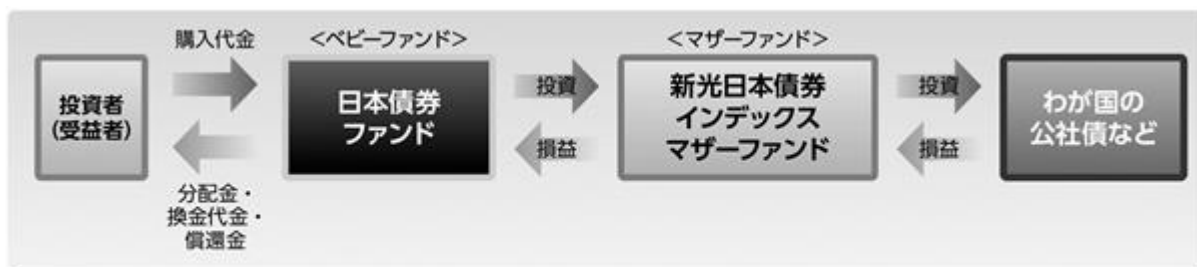 購入代金
<ベビーファンド>
<マザーファンド>
投資者
(受益者)
日本債券
ファンド
投資
損益
新光日本債券
インデックス
マザーファンド
投資
損益
わが国の
公社債など
分配金・
換金代金・
償還金